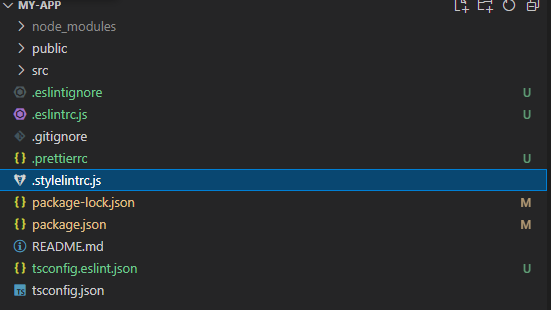 MY-APP
node_modules
public
src
.eslintignore U
.eslintrc.js U
.gitignore
.prettierrc U
.stylelintrc.js
package-lock.json M
package.json M
README.md
tsconfig.eslint.json U
TS tsconfig.json